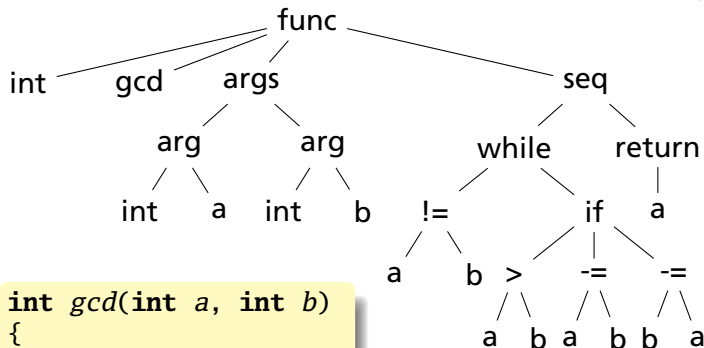 func
int gcd args seq
arg arg while return
int a int b != if a
a b > -= -=
int gcd(int a, int b)
{
a b a b b a